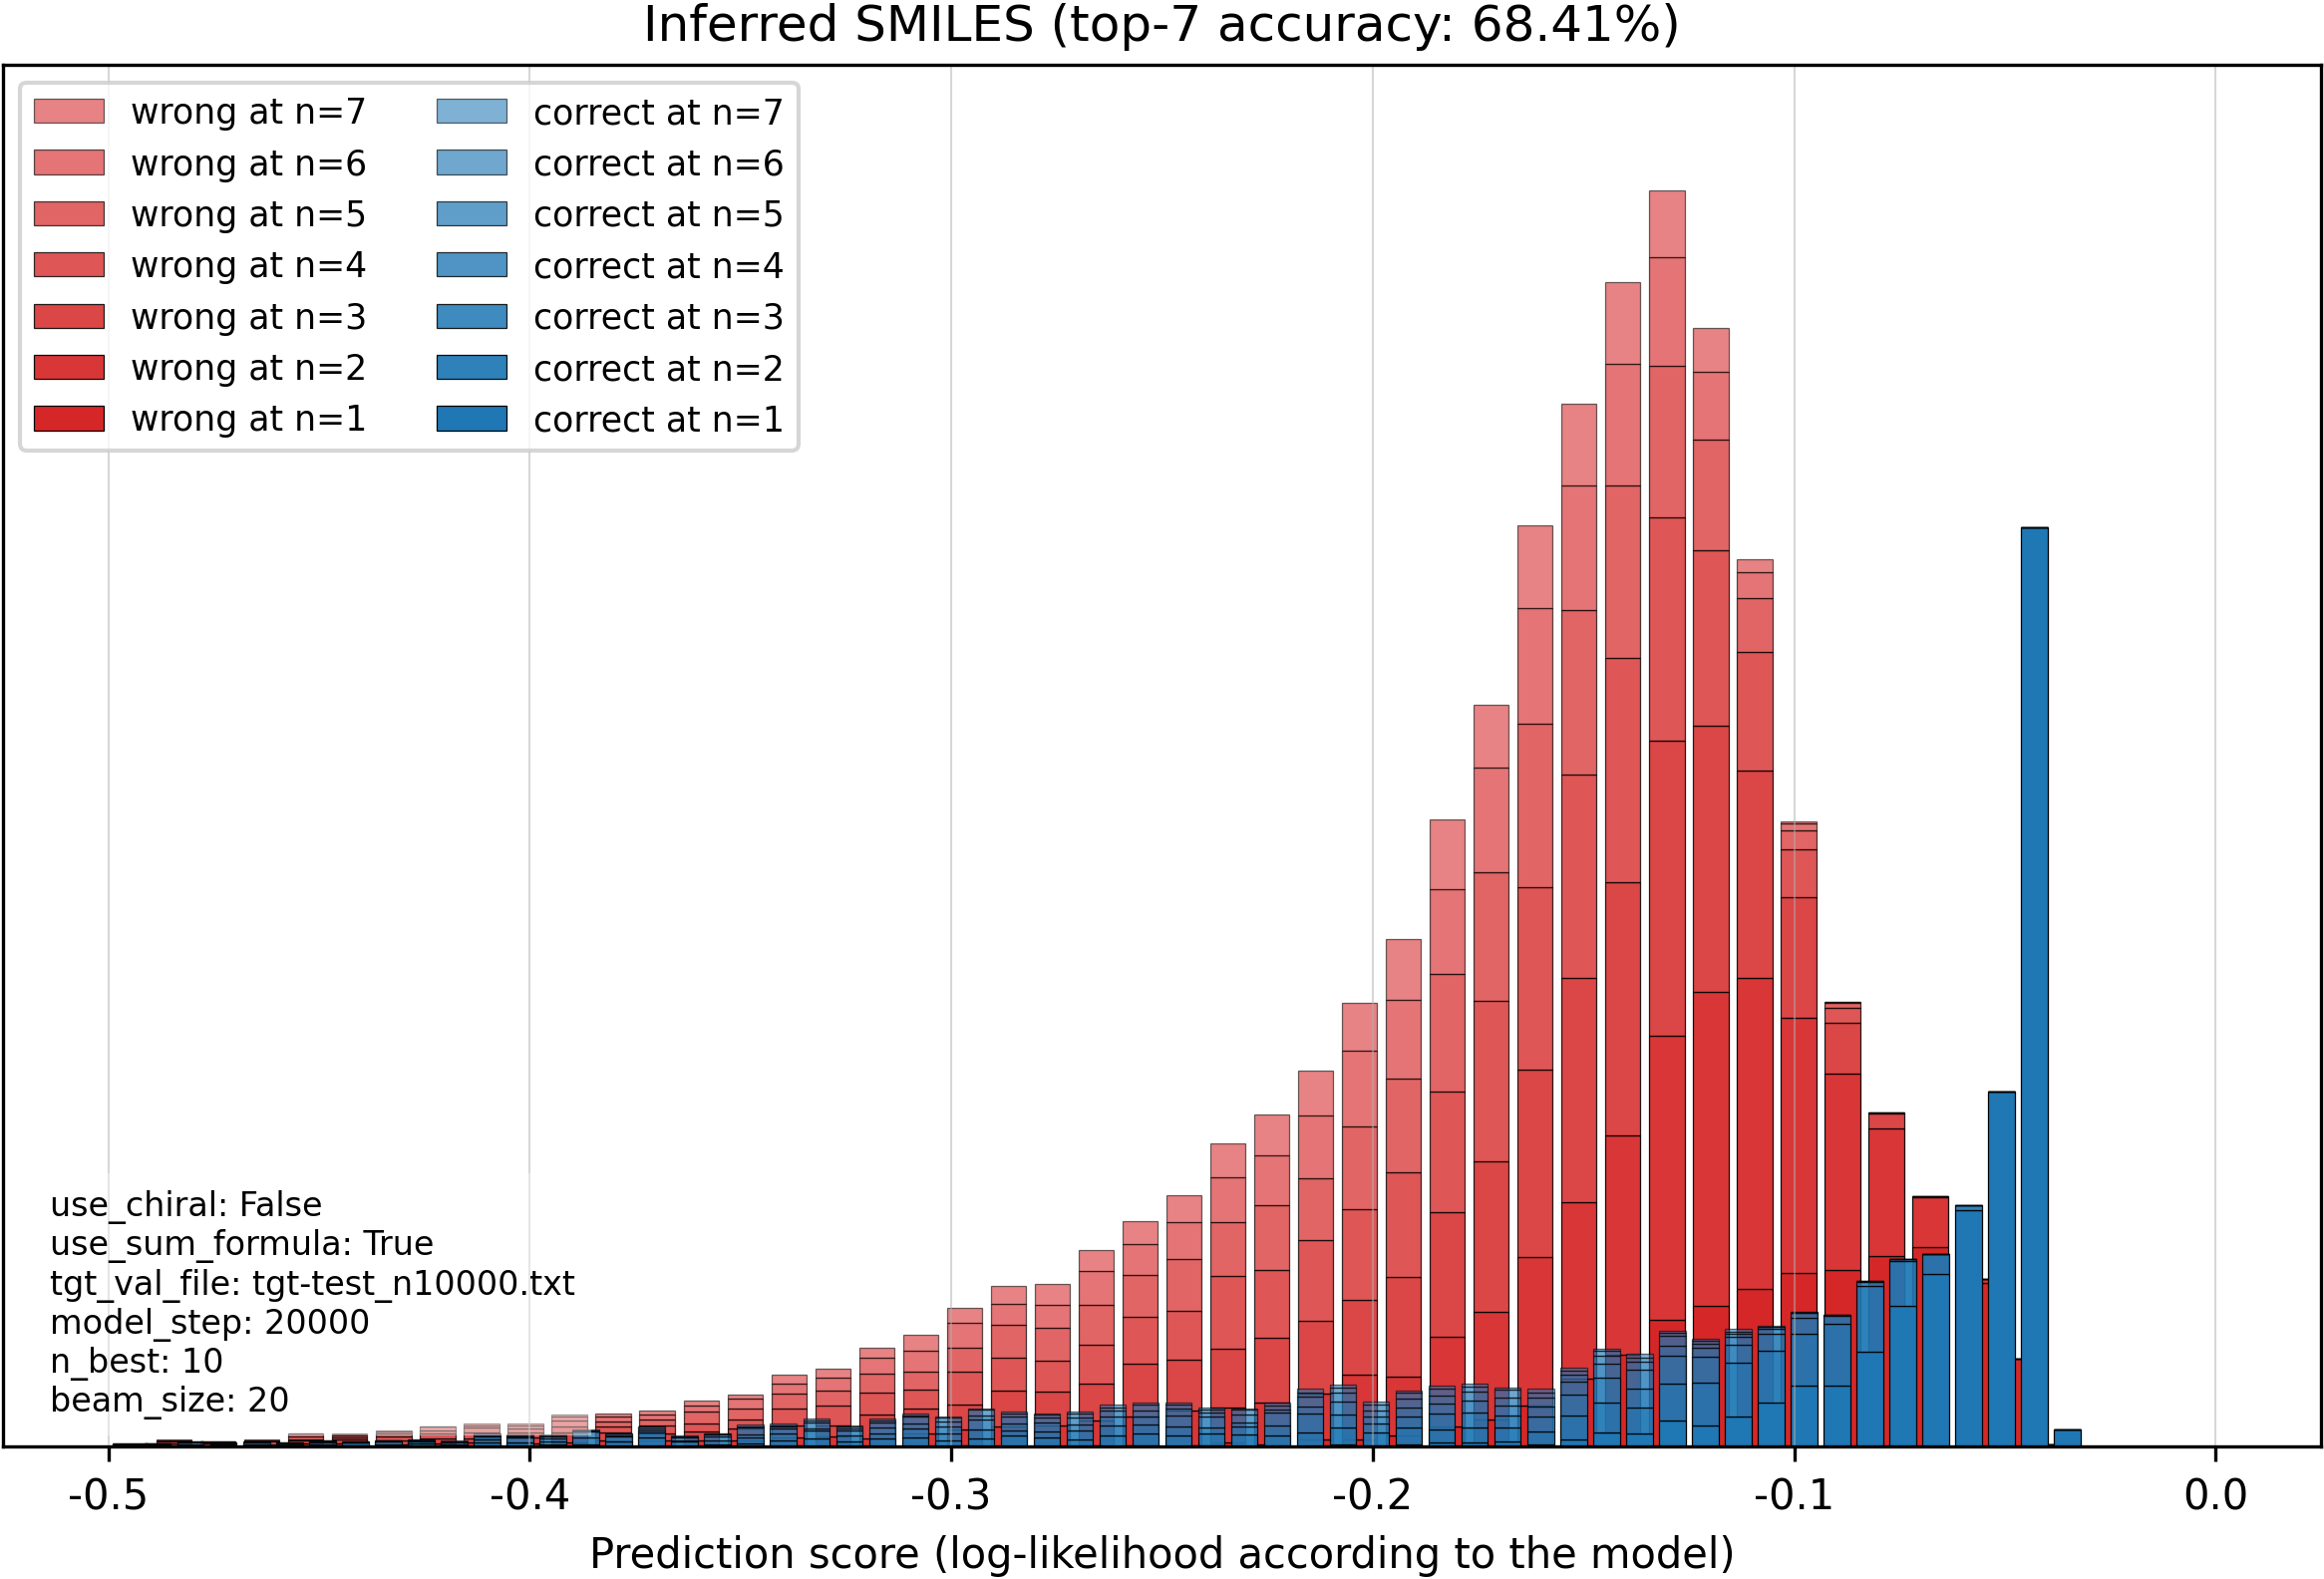 Inferred SMILES (top-7 accuracy: 68.41%)
wrong at n=7
wrong at n=6
wrong at n=5
wrong at n=4
wrong at n=3
wrong at n=2
wrong at n=1
correct at n=7
correct at n=6
correct at n=5
correct at n=4
correct at n=3
correct at n=2
correct at n=1
use_chiral: False
use_sum_formula: True
tgt_val_file: tgt-test_n10000.txt
model_step: 20000
n_best: 10
beam_size: 20
-0.5 -0.4 -0.3 -0.2 -0.1 0.0
Prediction score (log-likelihood according to the model)